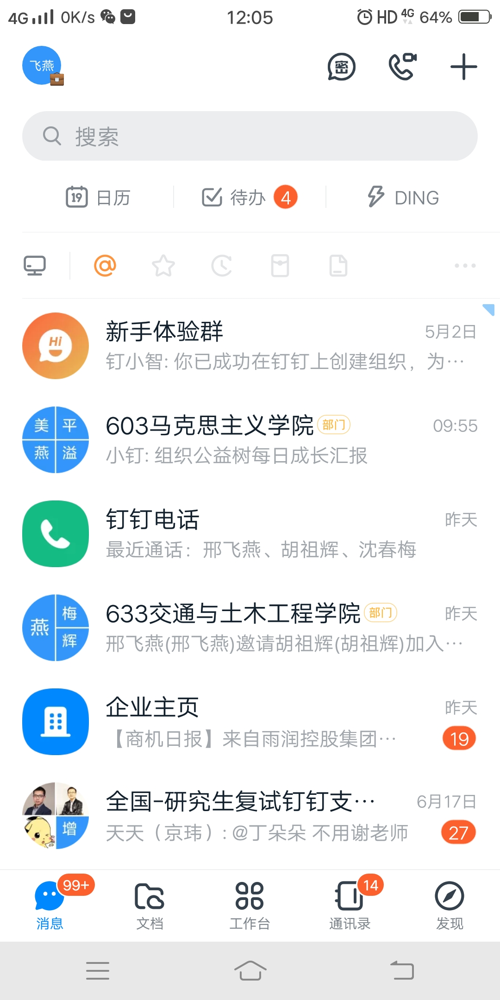 4G 0K/s 12:05 HD 4G 64%
飞燕
密
搜索
19 日历 待办 4 DING
新手体验群 5月2日
Hi
钉小智: 你已成功在钉钉上创建组织，为…
603马克思主义学院 部门 09:55
美 平
燕 溢
小钉: 组织公益树每日成长汇报
钉钉电话 昨天
最近通话：邢飞燕、胡祖辉、沈春梅
633交通与土木工程学院 部门 昨天
燕 梅
辉
邢飞燕(邢飞燕)邀请胡祖辉(胡祖辉)加入…
企业主页 昨天
【商机日报】来自雨润控股集团… 19
全国-研究生复试钉钉支… 6月17日
增
天天（京玮）: @丁朵朵 不用谢老师 27
99+ 14
消息 文档 工作台 通讯录 发现